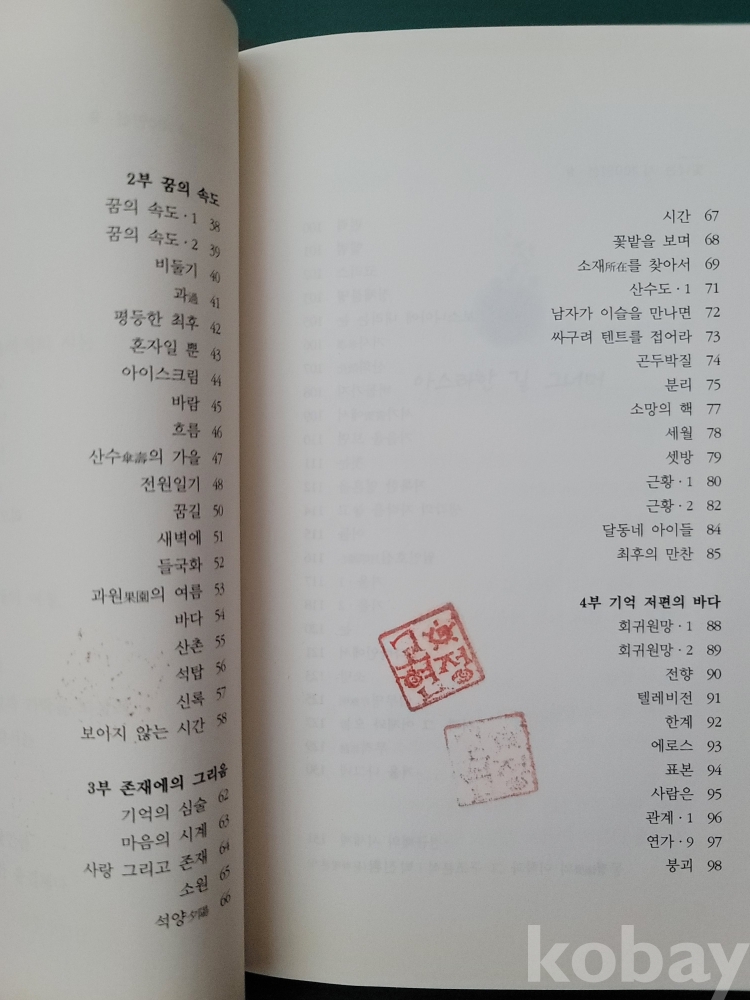 2부 꿈의 속도
꿈의 속도·1 38
꿈의 속도·2 39
비둘기 40
과過 41
평등한 최후 42
혼자일 뿐 43
아이스크림 44
바람 45
흐름 46
산수傘壽의 가을 47
전원일기 48
꿈길 50
새벽에 51
들국화 52
과원果園의 여름 53
바다 54
산촌 55
석탑 56
신록 57
보이지 않는 시간 58
3부 존재에의 그리움
기억의 심술 62
마음의 시계 63
사랑 그리고 존재 64
소원 65
석양夕陽 66
시간 67
꽃밭을 보며 68
소재所在를 찾아서 69
산수도·1 71
남자가 이슬을 만나면 72
싸구려 텐트를 접어라 73
곤두박질 74
분리 75
소망의 핵 77
세월 78
셋방 79
근황·1 80
근황·2 82
달동네 아이들 84
최후의 만찬 85
4부 기억 저편의 바다
회귀원망·1 88
회귀원망·2 89
전향 90
텔레비전 91
한계 92
에로스 93
표본 94
사람은 95
관계·1 96
연가·9 97
붕괴 98
kobay